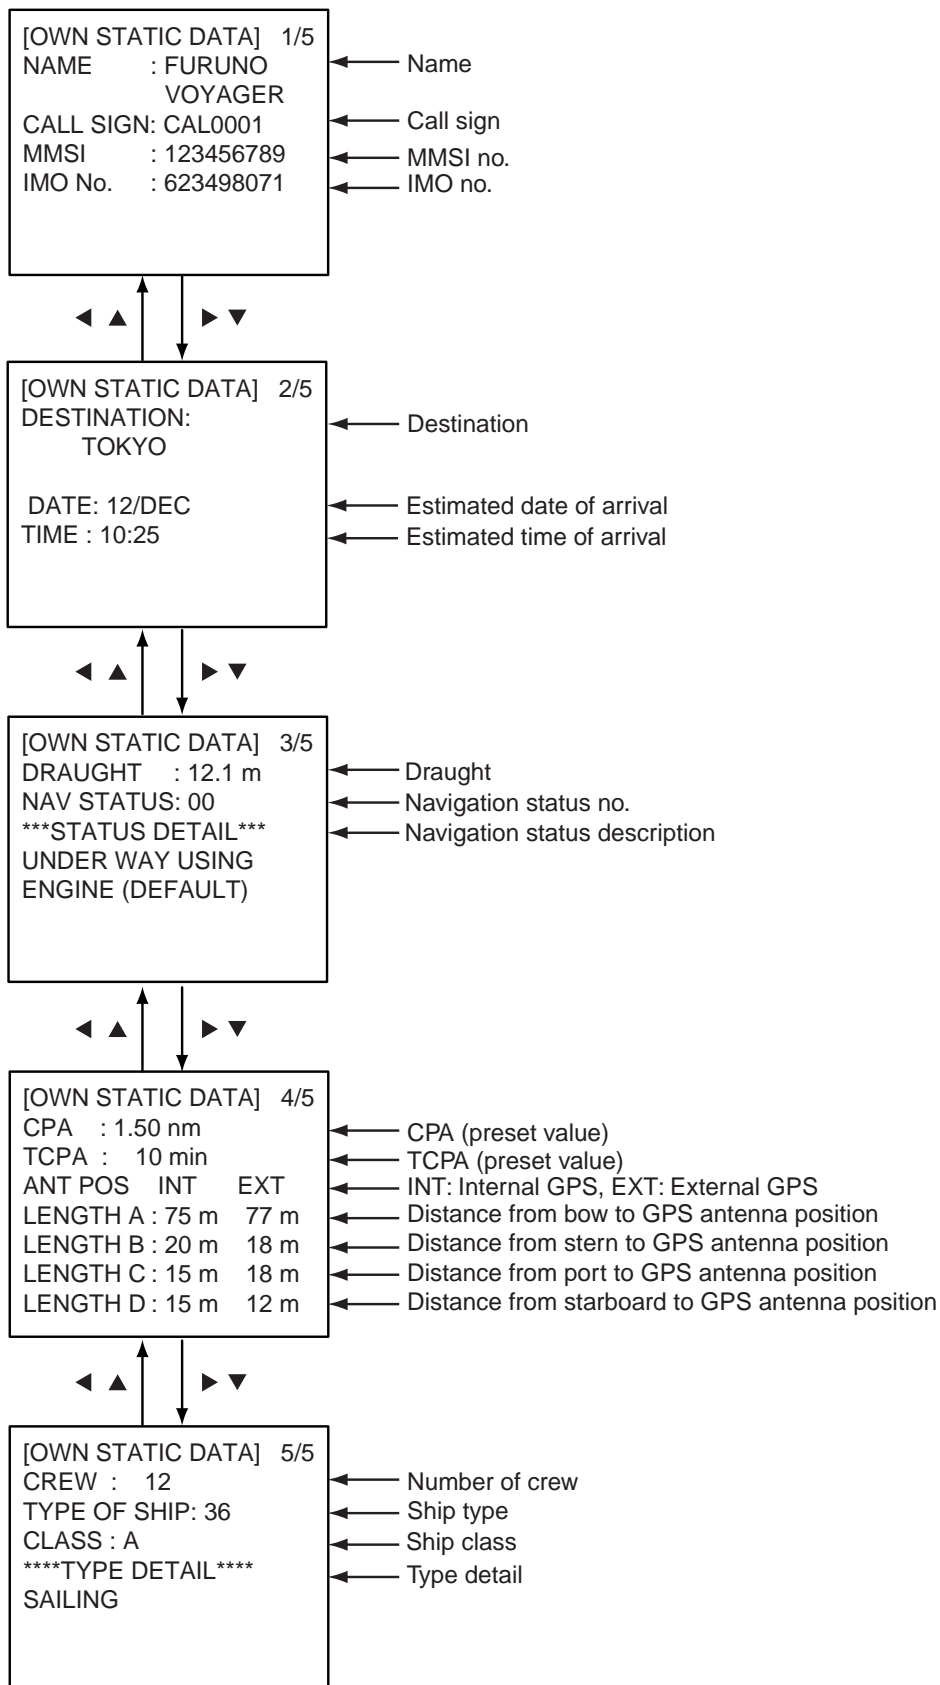 [OWN STATIC DATA] 1/5
NAME : FURUNO
VOYAGER
CALL SIGN: CAL0001
MMSI : 123456789
IMO No. : 623498071
Name
Call sign
MMSI no.
IMO no.
[OWN STATIC DATA] 2/5
DESTINATION:
TOKYO
DATE: 12/DEC
TIME : 10:25
Destination
Estimated date of arrival
Estimated time of arrival
[OWN STATIC DATA] 3/5
DRAUGHT : 12.1 m
NAV STATUS: 00
***STATUS DETAIL***
UNDER WAY USING
ENGINE (DEFAULT)
Draught
Navigation status no.
Navigation status description
[OWN STATIC DATA] 4/5
CPA : 1.50 nm
TCPA : 10 min
ANT POS INT EXT
LENGTH A : 75 m 77 m
LENGTH B : 20 m 18 m
LENGTH C : 15 m 18 m
LENGTH D : 15 m 12 m
CPA (preset value)
TCPA (preset value)
INT: Internal GPS, EXT: External GPS
Distance from bow to GPS antenna position
Distance from stern to GPS antenna position
Distance from port to GPS antenna position
Distance from starboard to GPS antenna position
[OWN STATIC DATA] 5/5
CREW : 12
TYPE OF SHIP: 36
CLASS : A
****TYPE DETAIL****
SAILING
Number of crew
Ship type
Ship class
Type detail